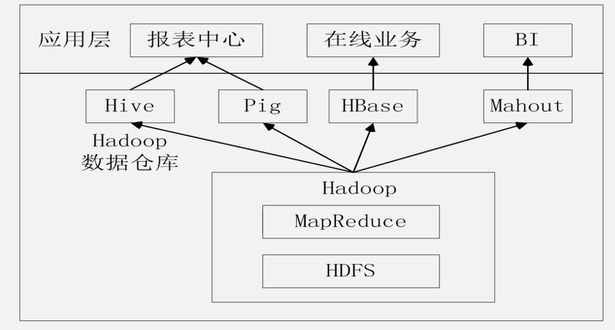 应用层
报表中心
在线业务
BI
Hive
Pig
HBase
Mahout
Hadoop
数据仓库
Hadoop
MapReduce
HDFS